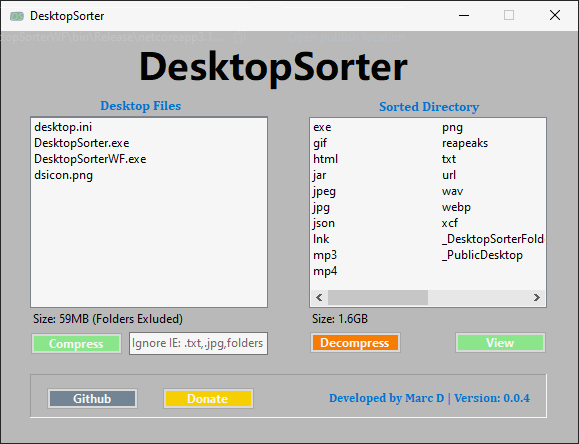 DesktopSorter
DesktopSorter
Desktop Files
Sorted Directory
desktop.ini
DesktopSorter.exe
DesktopSorterWF.exe
dsicon.png
exe
gif
html
jar
jpeg
jpg
json
lnk
mp3
mp4
png
reapeaks
txt
url
wav
webp
xcf
_DesktopSorterFold
_PublicDesktop
Size: 59MB (Folders Exluded)
Size: 1.6GB
Compress
Ignore IE: .txt,.jpg,folders
Decompress
View
Github
Donate
Developed by Marc D | Version: 0.0.4